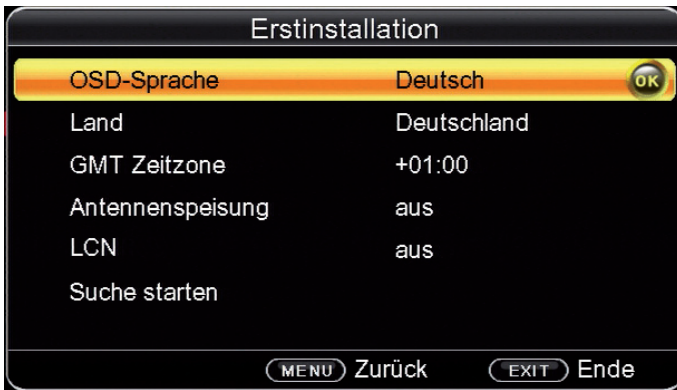 Erstinstallation
OSD-Sprache Deutsch OK
Land Deutschland
GMT Zeitzone +01:00
Antennenspeisung aus
LCN aus
Suche starten
MENU Zurück EXIT Ende